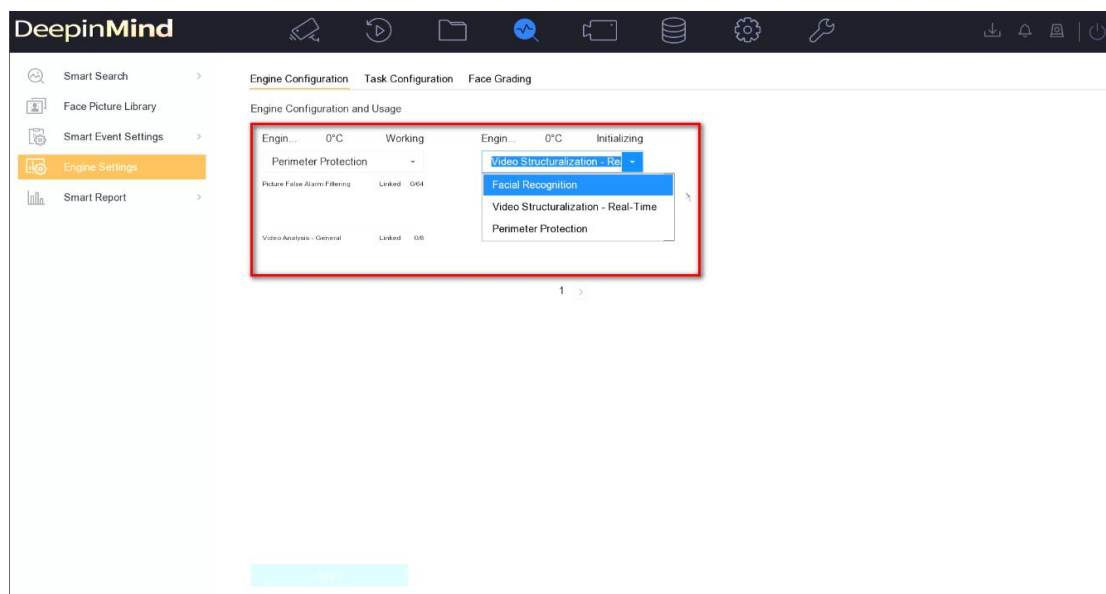 DeepinMind
Smart Search
Face Picture Library
Smart Event Settings
Engine Settings
Smart Report
Engine Configuration Task Configuration Face Grading
Engine Configuration and Usage
Engin... 0°C Working
Perimeter Protection
Picture False Alarm Filtering Linked 0/64
Video Analysis - General Linked 0/8
Engin... 0°C Initializing
Video Structuralization - Re
Facial Recognition
Video Structuralization - Real-Time
Perimeter Protection
1